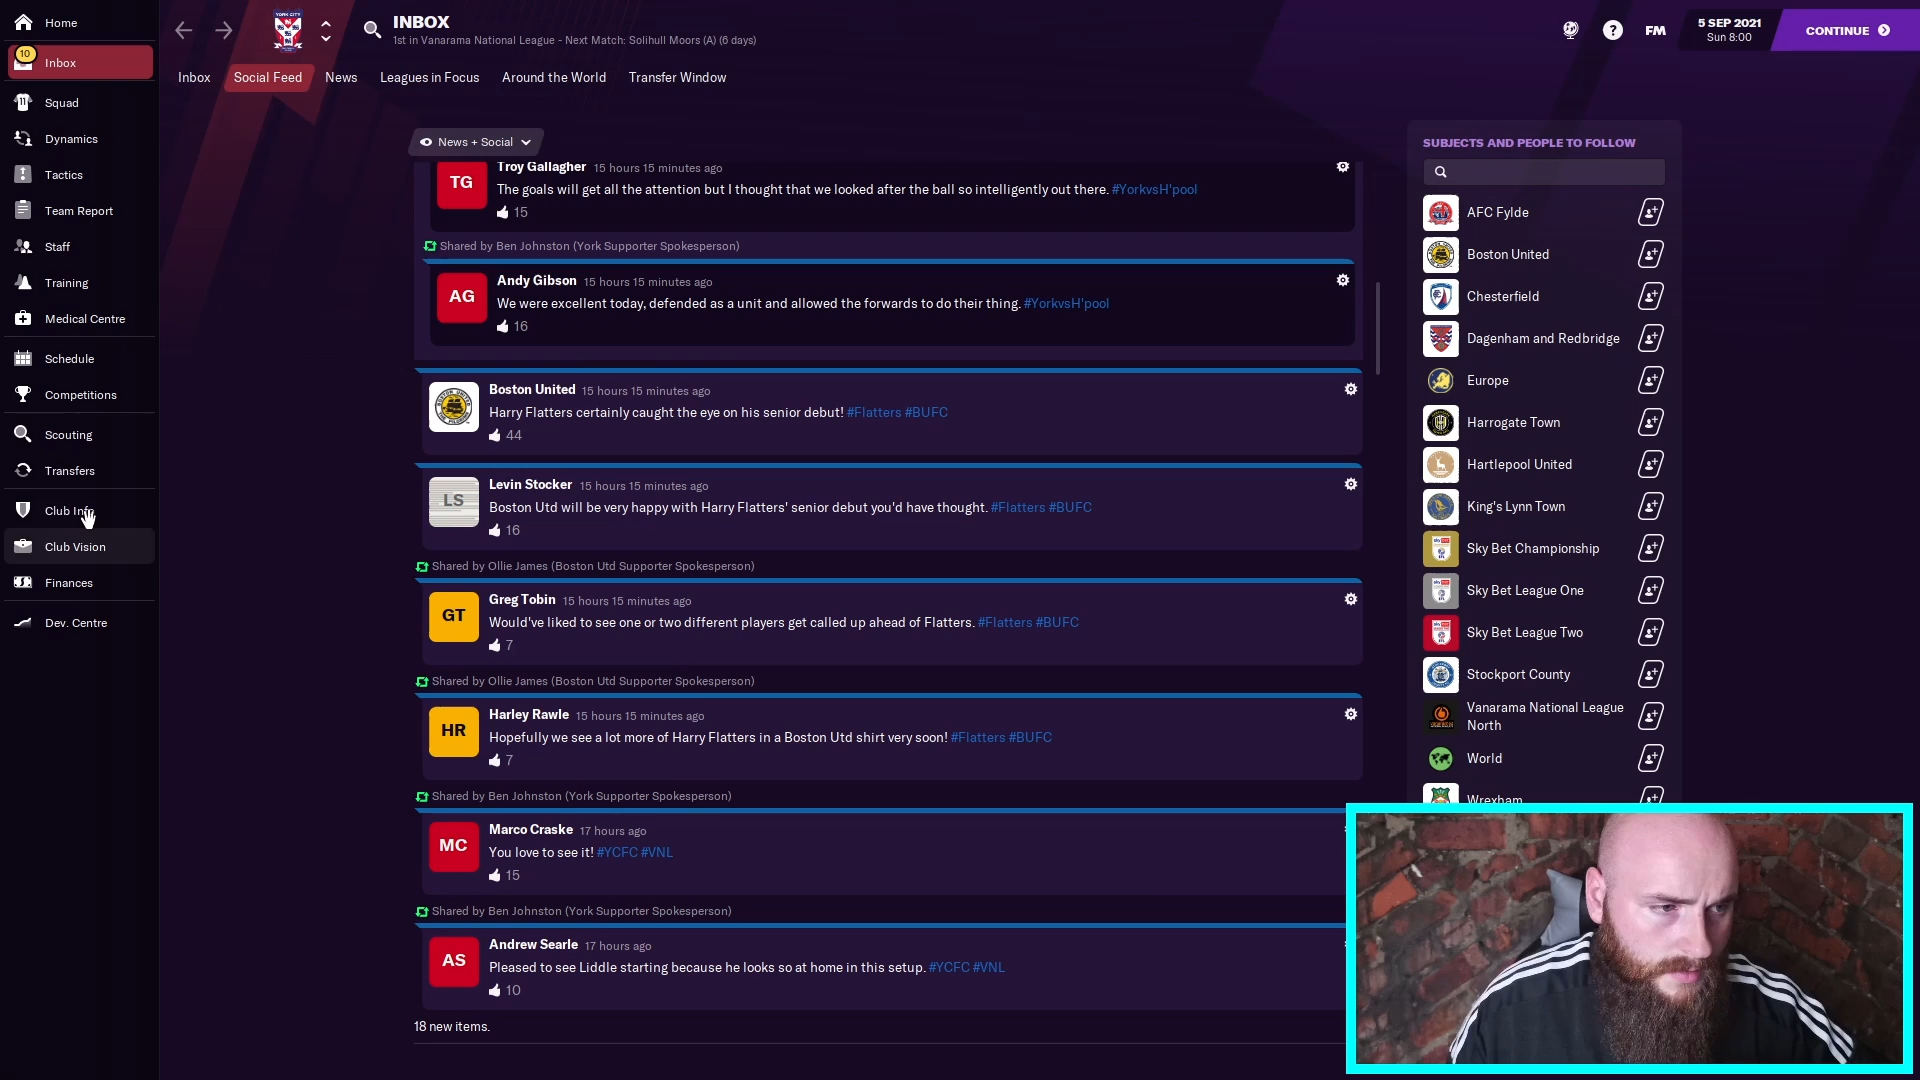 Home
10
Inbox
Squad
Dynamics
Tactics
Team Report
Staff
Training
Medical Centre
Schedule
Competitions
Scouting
Transfers
Club Info
Club Vision
Finances
Dev. Centre
INBOX
1st in Vanarama National League - Next Match: Solihull Moors (A) (6 days)
FM
5 SEP 2021
Sun 8:00
CONTINUE
Inbox
Social Feed
News
Leagues in Focus
Around the World
Transfer Window
News + Social
TG
Troy Gallagher 15 hours 15 minutes ago
The goals will get all the attention but I thought that we looked after the ball so intelligently out there. #YorkvsH'pool
15
Shared by Ben Johnston (York Supporter Spokesperson)
AG
Andy Gibson 15 hours 15 minutes ago
We were excellent today, defended as a unit and allowed the forwards to do their thing. #YorkvsH'pool
16
Boston United 15 hours 15 minutes ago
Harry Flatters certainly caught the eye on his senior debut! #Flatters #BUFC
44
LS
Levin Stocker 15 hours 15 minutes ago
Boston Utd will be very happy with Harry Flatters' senior debut you'd have thought. #Flatters #BUFC
16
Shared by Ollie James (Boston Utd Supporter Spokesperson)
GT
Greg Tobin 15 hours 15 minutes ago
Would've liked to see one or two different players get called up ahead of Flatters. #Flatters #BUFC
7
Shared by Ollie James (Boston Utd Supporter Spokesperson)
HR
Harley Rawle 15 hours 15 minutes ago
Hopefully we see a lot more of Harry Flatters in a Boston Utd shirt very soon! #Flatters #BUFC
7
Shared by Ben Johnston (York Supporter Spokesperson)
MC
Marco Craske 17 hours ago
You love to see it! #YCFC #VNL
15
Shared by Ben Johnston (York Supporter Spokesperson)
AS
Andrew Searle 17 hours ago
Pleased to see Liddle starting because he looks so at home in this setup. #YCFC #VNL
10
18 new items.
SUBJECTS AND PEOPLE TO FOLLOW
AFC Fylde
Boston United
Chesterfield
Dagenham and Redbridge
Europe
Harrogate Town
Hartlepool United
King's Lynn Town
Sky Bet Championship
Sky Bet League One
Sky Bet League Two
Stockport County
Vanarama National League
North
World
Wrexham